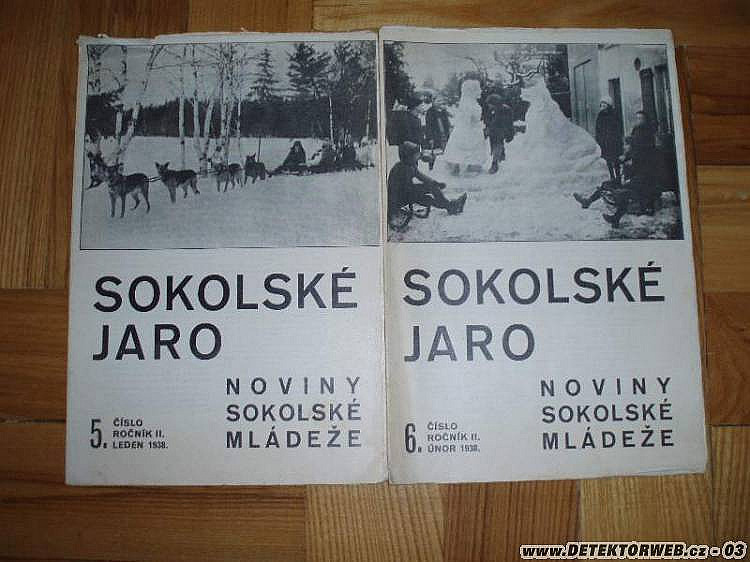 SOKOLSKÉ
JARO
NOVINY
SOKOLSKÉ
MLÁDEŽE
5. ČÍSLO
ROČNÍK II.
LEDEN 1938.
SOKOLSKÉ
JARO
NOVINY
SOKOLSKÉ
MLÁDEŽE
6. ČÍSLO
ROČNÍK II.
ÚNOR 1938.
www.DETEKTORWEB.cz - 03